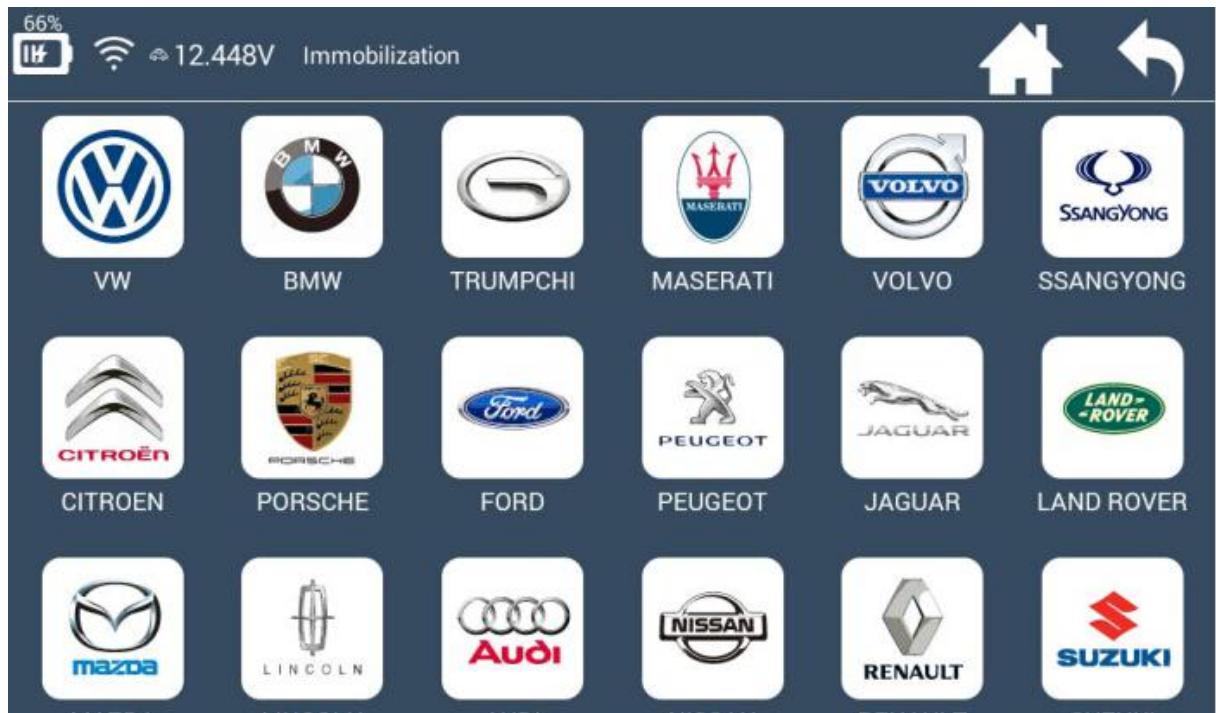 66%
12.448V Immobilization
BMW
MASERATI
VOLVO
SSANGYONG
VW BMW TRUMPCHI MASERATI VOLVO SSANGYONG
CITROËN
PORSCHE
Ford
PEUGEOT
JAGUAR
LAND-
-ROVER
CITROEN PORSCHE FORD PEUGEOT JAGUAR LAND ROVER
mazda
LINCOLN
Audi
NISSAN
RENAULT
SUZUKI